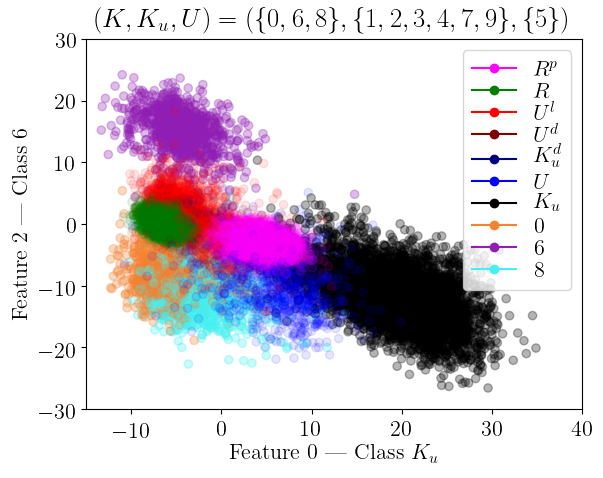 (K, K_u, U) = ({0, 6, 8}, {1, 2, 3, 4, 7, 9}, {5})
30
20
10
0
−10
−20
−30
Feature 2 — Class 6
R^p
R
U^l
U^d
K_u^d
U
K_u
0
6
8
−10
0
10
20
30
40
Feature 0 — Class K_u